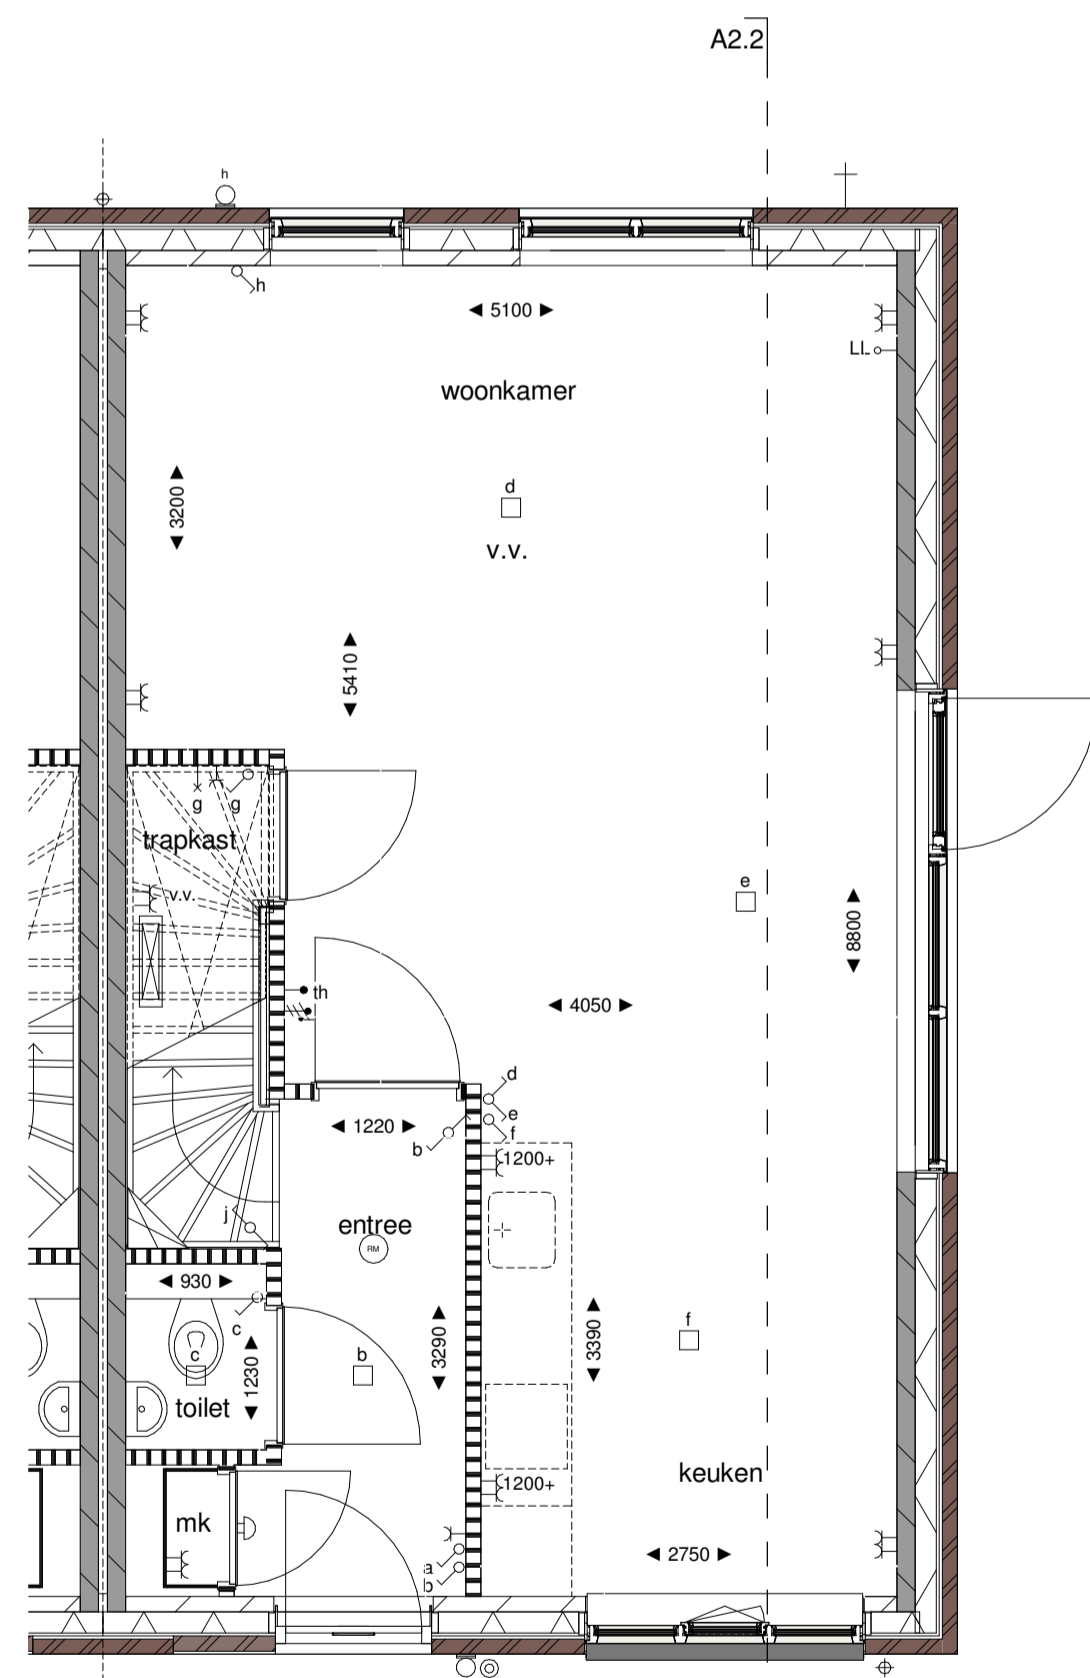 A2.2
h
h
5100
LL
woonkamer
3200
d
v.v.
5410
g
g
trapkast
v.v.
e
8800
th
4050
d
e
f
1220
b
1200+
j
entree
RM
930
c
3290
3390
f
c
1230
b
toilet
keuken
1200+
mk
2750
a
b